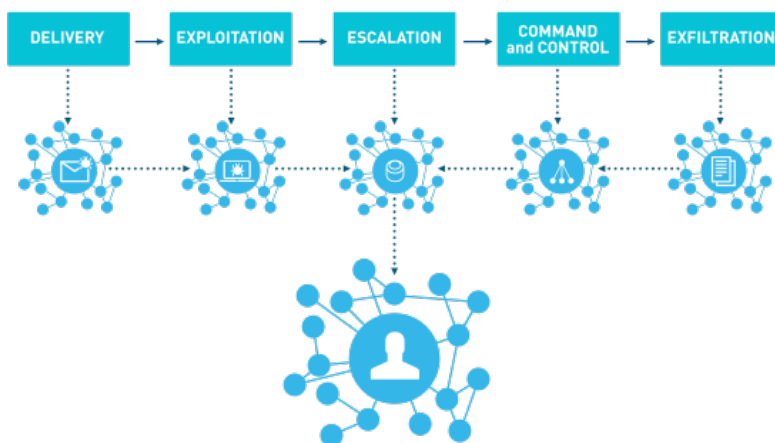 DELIVERY
EXPLOITATION
ESCALATION
COMMAND
and CONTROL
EXFILTRATION